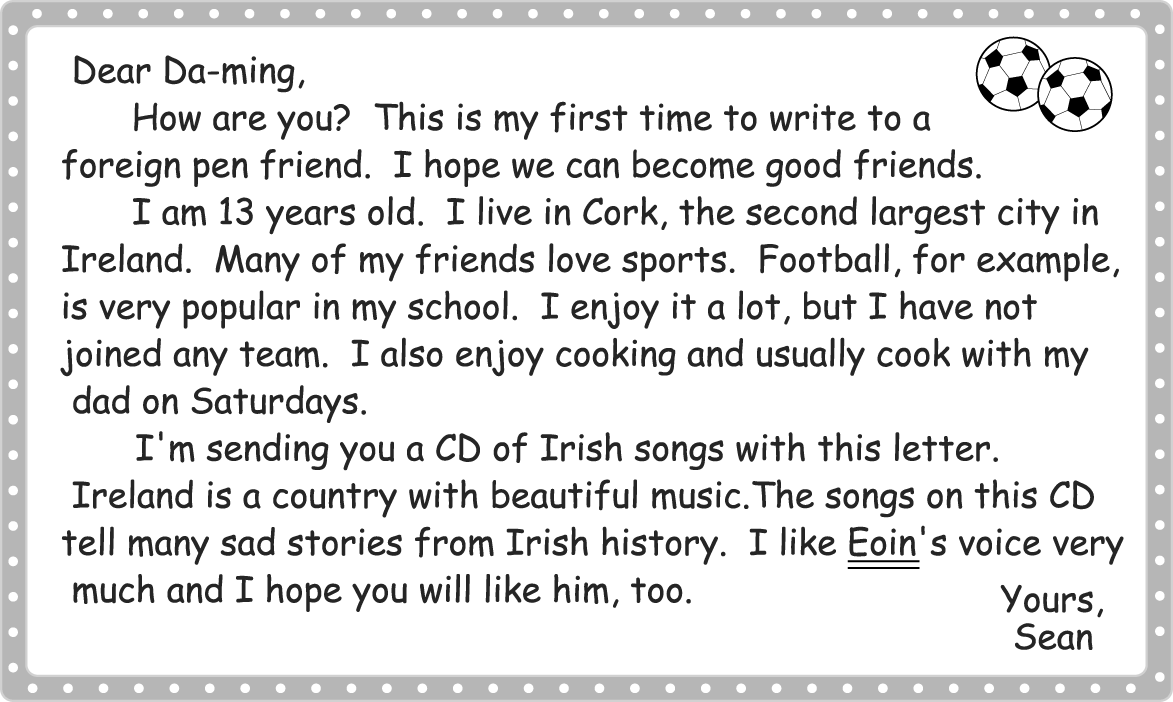 Dear Da-ming,
How are you? This is my first time to write to a
foreign pen friend. I hope we can become good friends.
I am 13 years old. I live in Cork, the second largest city in
Ireland. Many of my friends love sports. Football, for example,
is very popular in my school. I enjoy it a lot, but I have not
joined any team. I also enjoy cooking and usually cook with my
dad on Saturdays.
I'm sending you a CD of Irish songs with this letter.
Ireland is a country with beautiful music.The songs on this CD
tell many sad stories from Irish history. I like Eoin's voice very
much and I hope you will like him, too.
Yours,
Sean